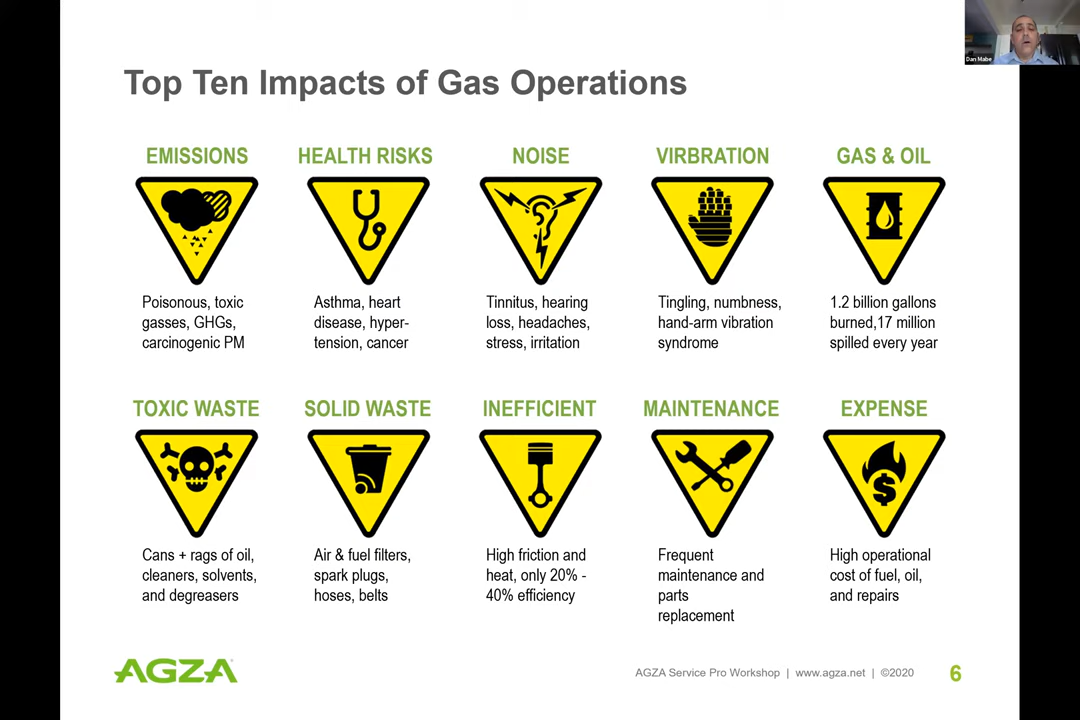 Dan Mabe
Top Ten Impacts of Gas Operations
EMISSIONS
Poisonous, toxic
gasses, GHGs,
carcinogenic PM
HEALTH RISKS
Asthma, heart
disease, hyper-
tension, cancer
NOISE
Tinnitus, hearing
loss, headaches,
stress, irritation
VIRBRATION
Tingling, numbness,
hand-arm vibration
syndrome
GAS & OIL
1.2 billion gallons
burned,17 million
spilled every year
TOXIC WASTE
Cans + rags of oil,
cleaners, solvents,
and degreasers
SOLID WASTE
Air & fuel filters,
spark plugs,
hoses, belts
INEFFICIENT
High friction and
heat, only 20% -
40% efficiency
MAINTENANCE
Frequent
maintenance and
parts
replacement
EXPENSE
$
High operational
cost of fuel, oil,
and repairs
AGZA
AGZA Service Pro Workshop | www.agza.net | ©2020
6